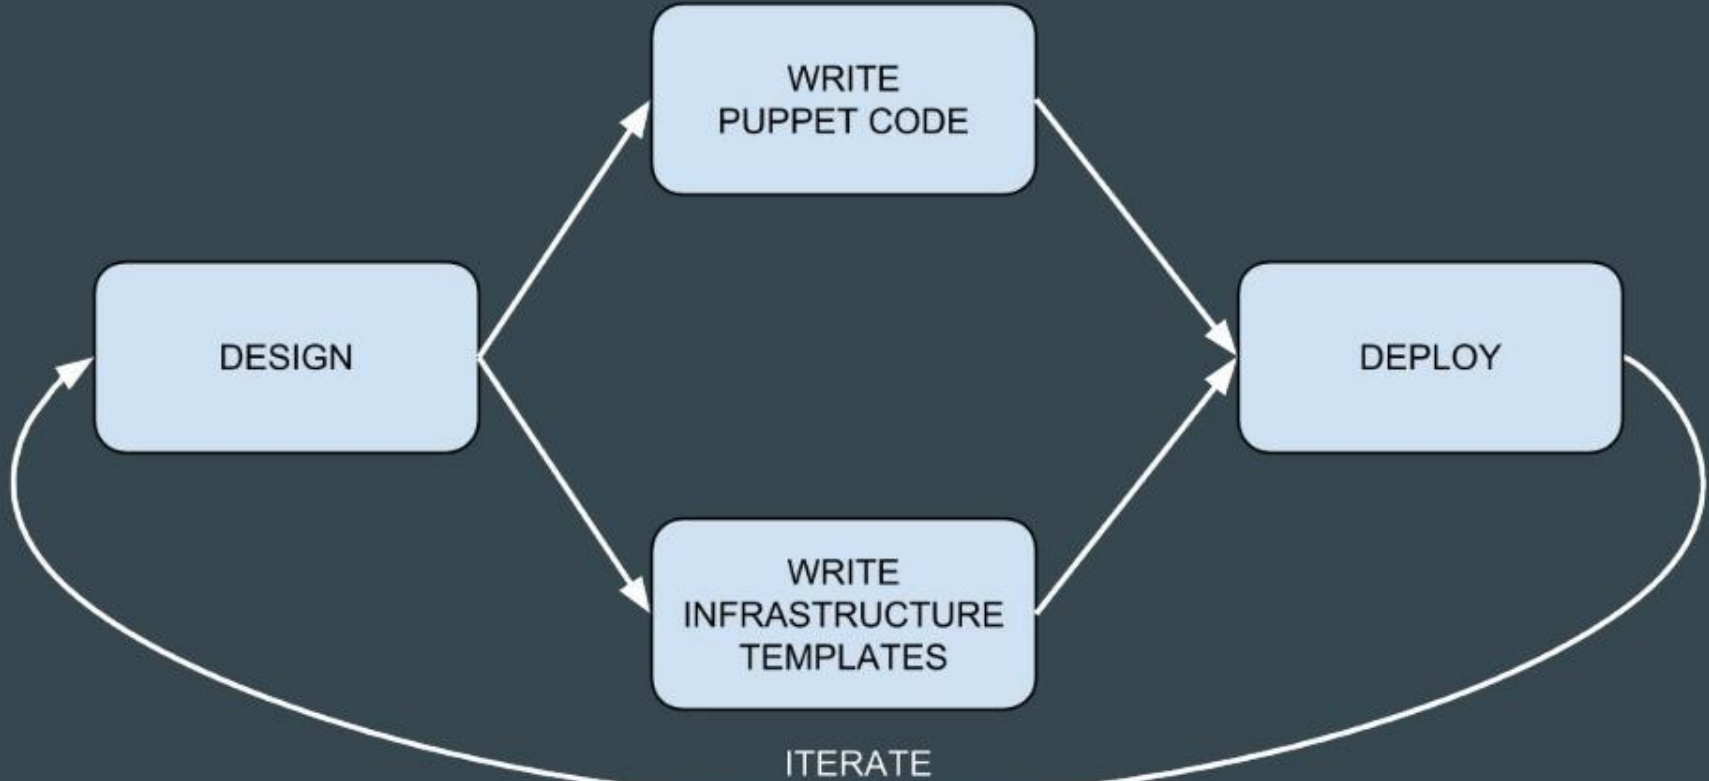 WRITE
PUPPET CODE
DESIGN
DEPLOY
WRITE
INFRASTRUCTURE
TEMPLATES
ITERATE